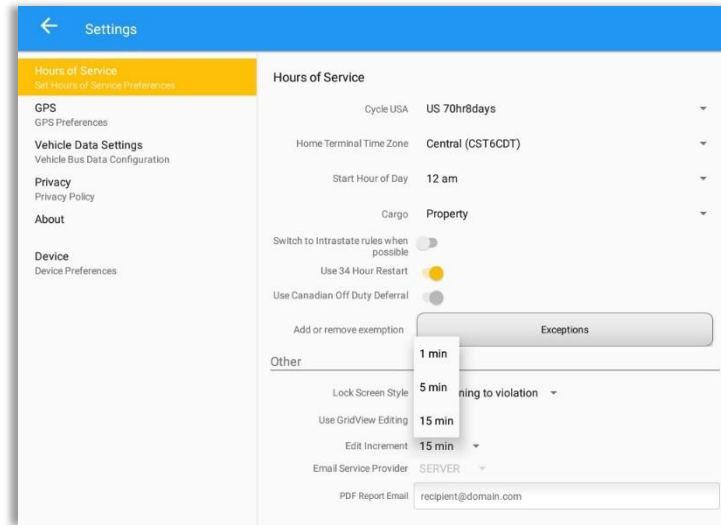 Settings
Hours of Service
Set Hours of Service Preferences
GPS
GPS Preferences
Vehicle Data Settings
Vehicle Bus Data Configuration
Privacy
Privacy Policy
About
Device
Device Preferences
Hours of Service
Cycle USA US 70hr8days
Home Terminal Time Zone Central (CST6CDT)
Start Hour of Day 12 am
Cargo Property
Switch to Intrastate rules when
possible
Use 34 Hour Restart
Use Canadian Off Duty Deferral
Add or remove exemption Exceptions
1 min
Other
Lock Screen Style 5 min ning to violation
Use GridView Editing 15 min
Edit Increment 15 min
Email Service Provider SERVER
PDF Report Email recipient@domain.com